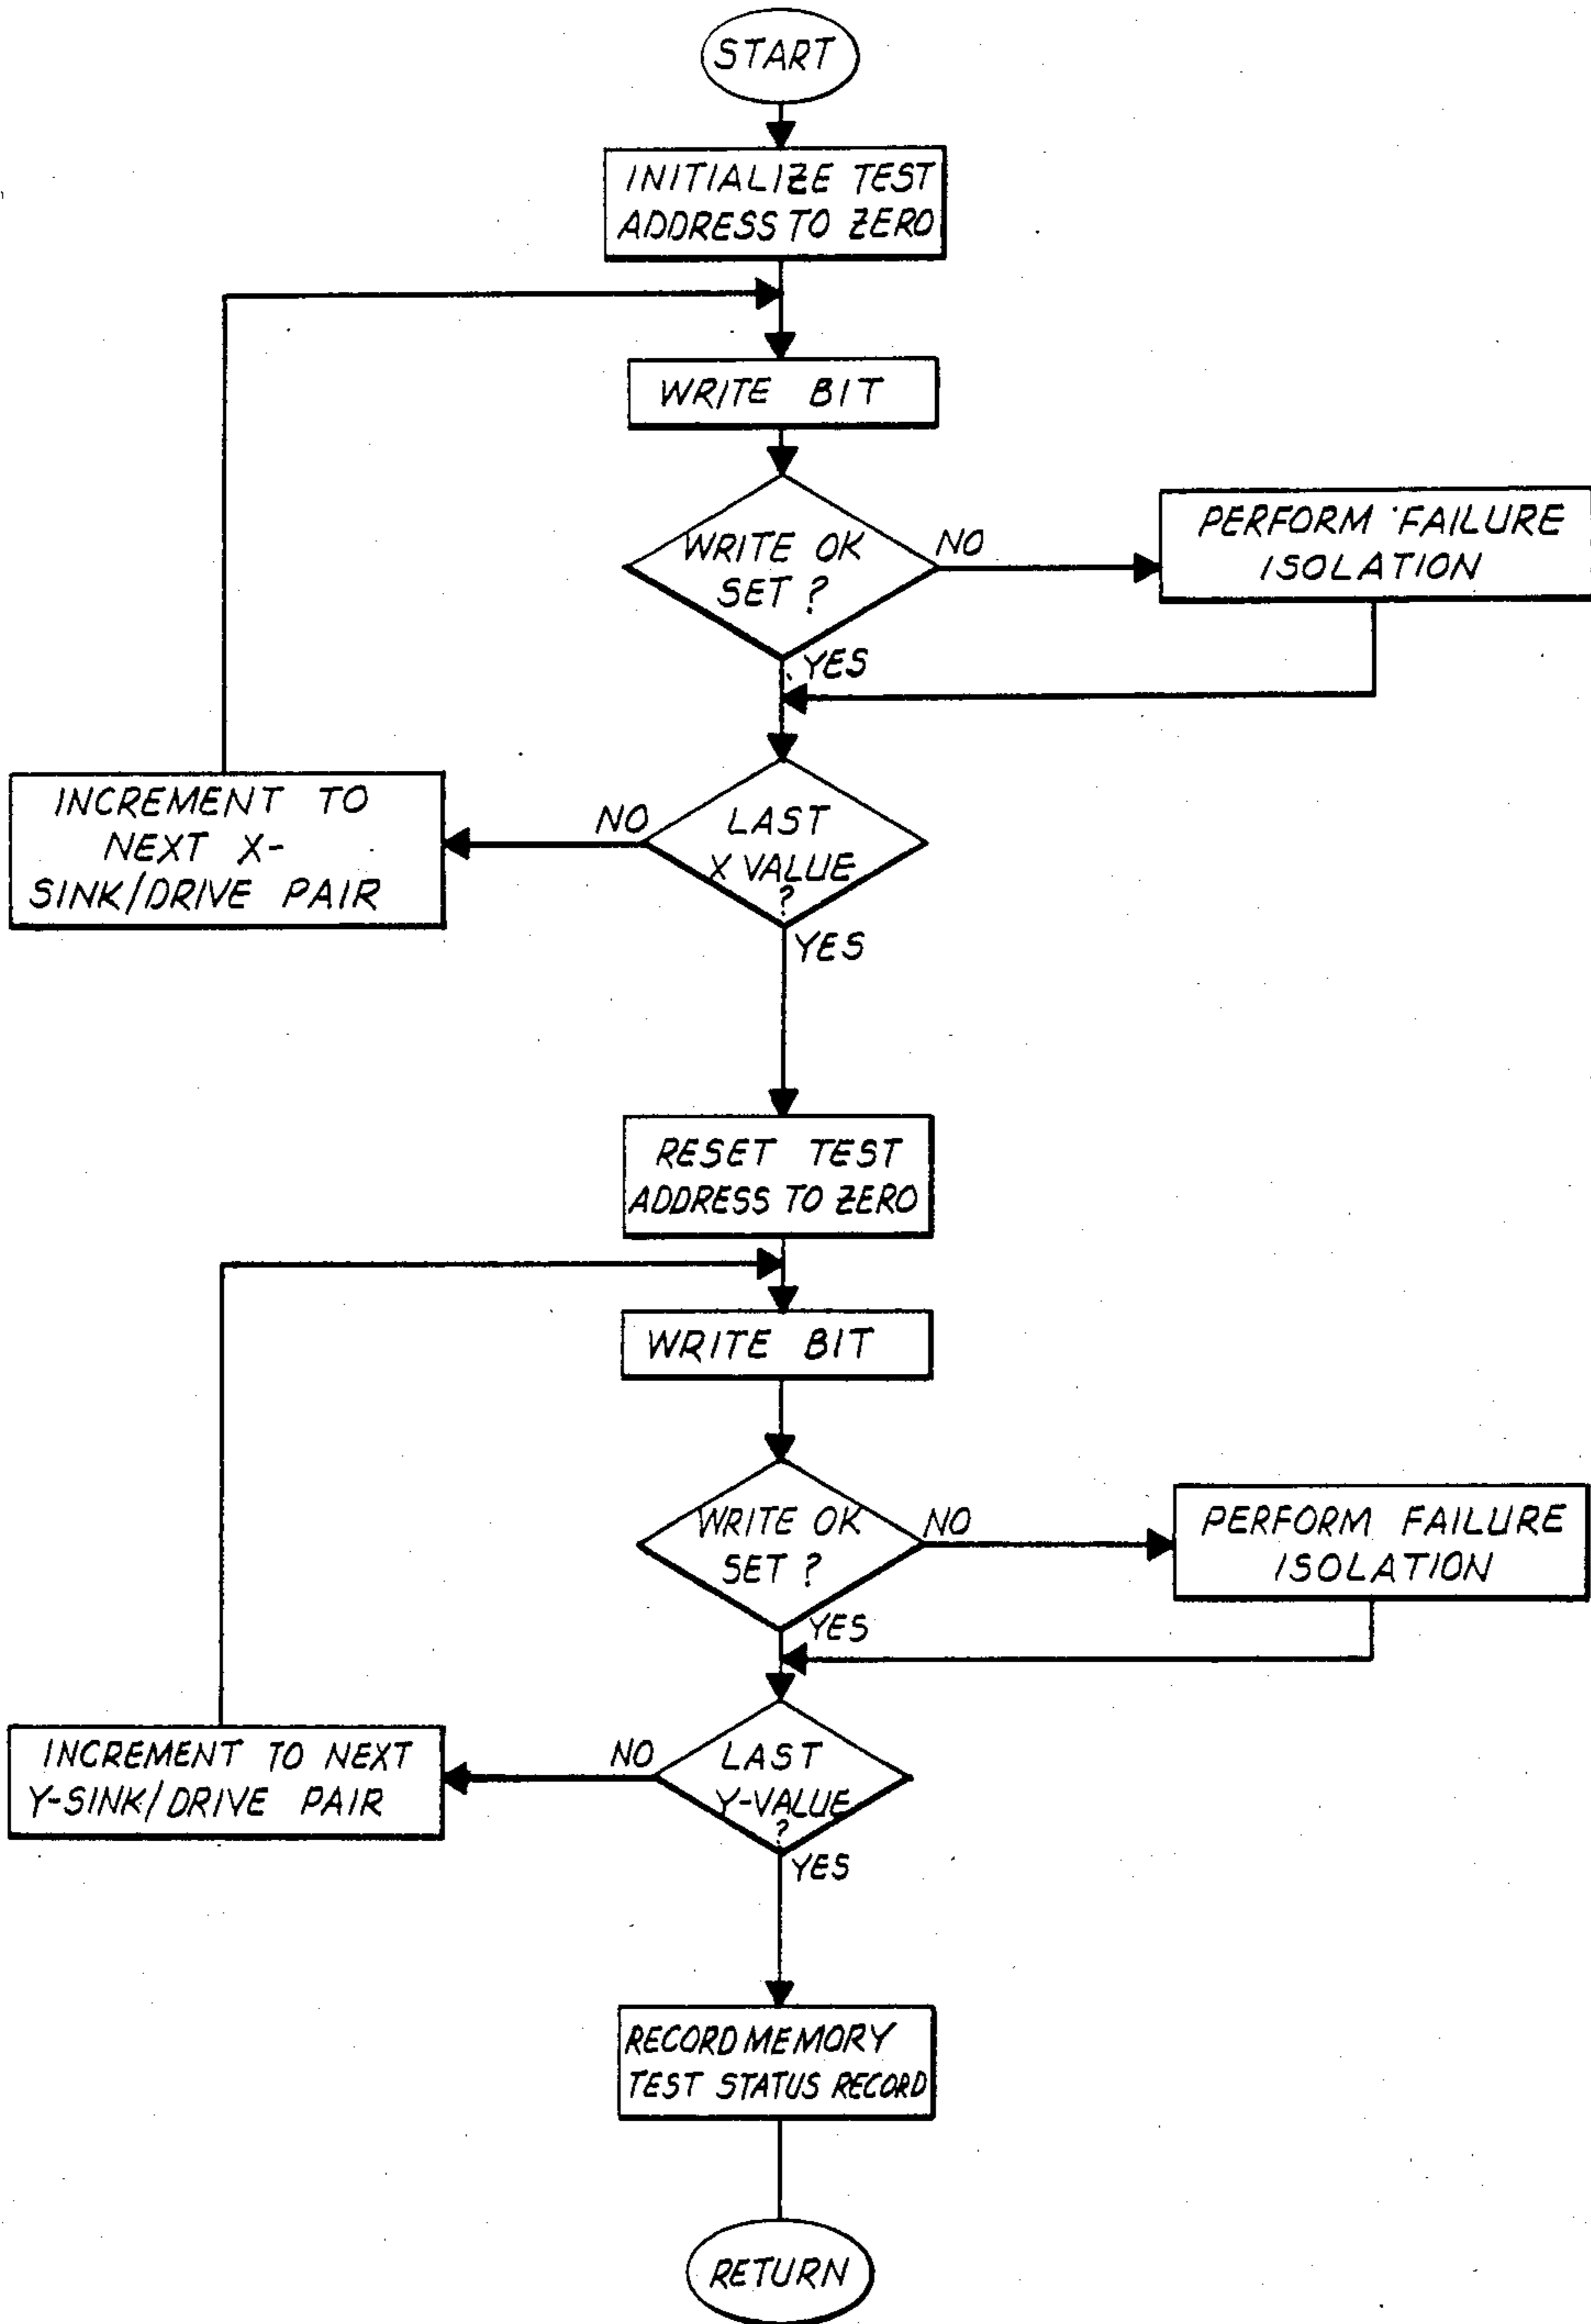 START
INITIALIZE TEST
ADDRESS TO ZERO
WRITE BIT
WRITE OK
SET ?
NO
PERFORM FAILURE
ISOLATION
YES
INCREMENT TO
NEXT X-
SINK/DRIVE PAIR
NO
LAST
X VALUE
?
YES
RESET TEST
ADDRESS TO ZERO
WRITE BIT
WRITE OK
SET ?
NO
PERFORM FAILURE
ISOLATION
YES
INCREMENT TO NEXT
Y-SINK/DRIVE PAIR
NO
LAST
Y-VALUE
?
YES
RECORD MEMORY
TEST STATUS RECORD
RETURN